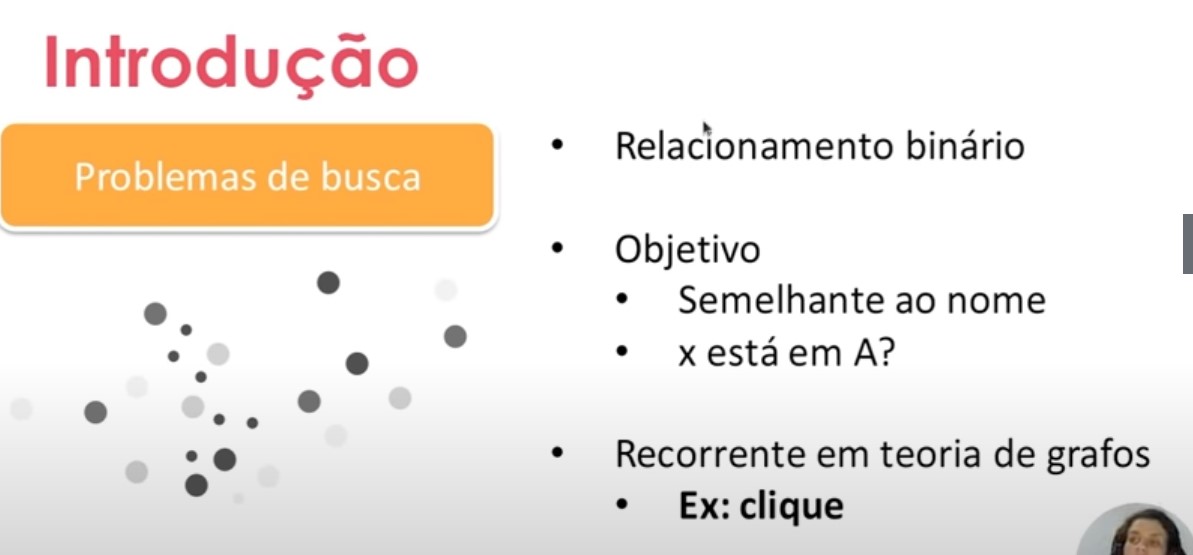 Introdução
Problemas de busca
• Relacionamento binário
• Objetivo
• Semelhante ao nome
• x está em A?
• Recorrente em teoria de grafos
• Ex: clique